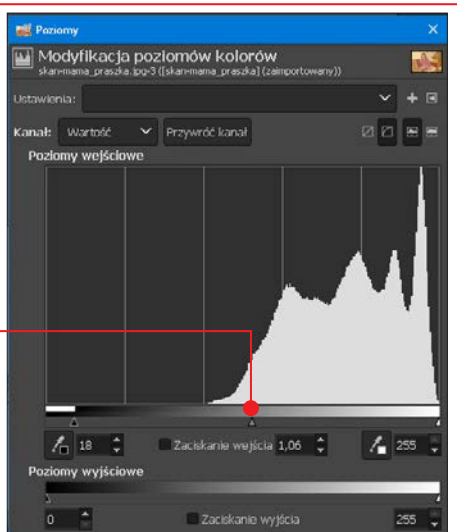 Poziomy
Modyfikacja poziomów kolorów
skan-mama_praszka.jpg-3 ([skan-mama_praszka] (zaimportowany))
Ustawienia:
Kanał: Wartość Przywróć kanał
Poziomy wejściowe
18 Zaciskanie wejścia 1,06 255
Poziomy wyjściowe
0 Zaciskanie wyjścia 255